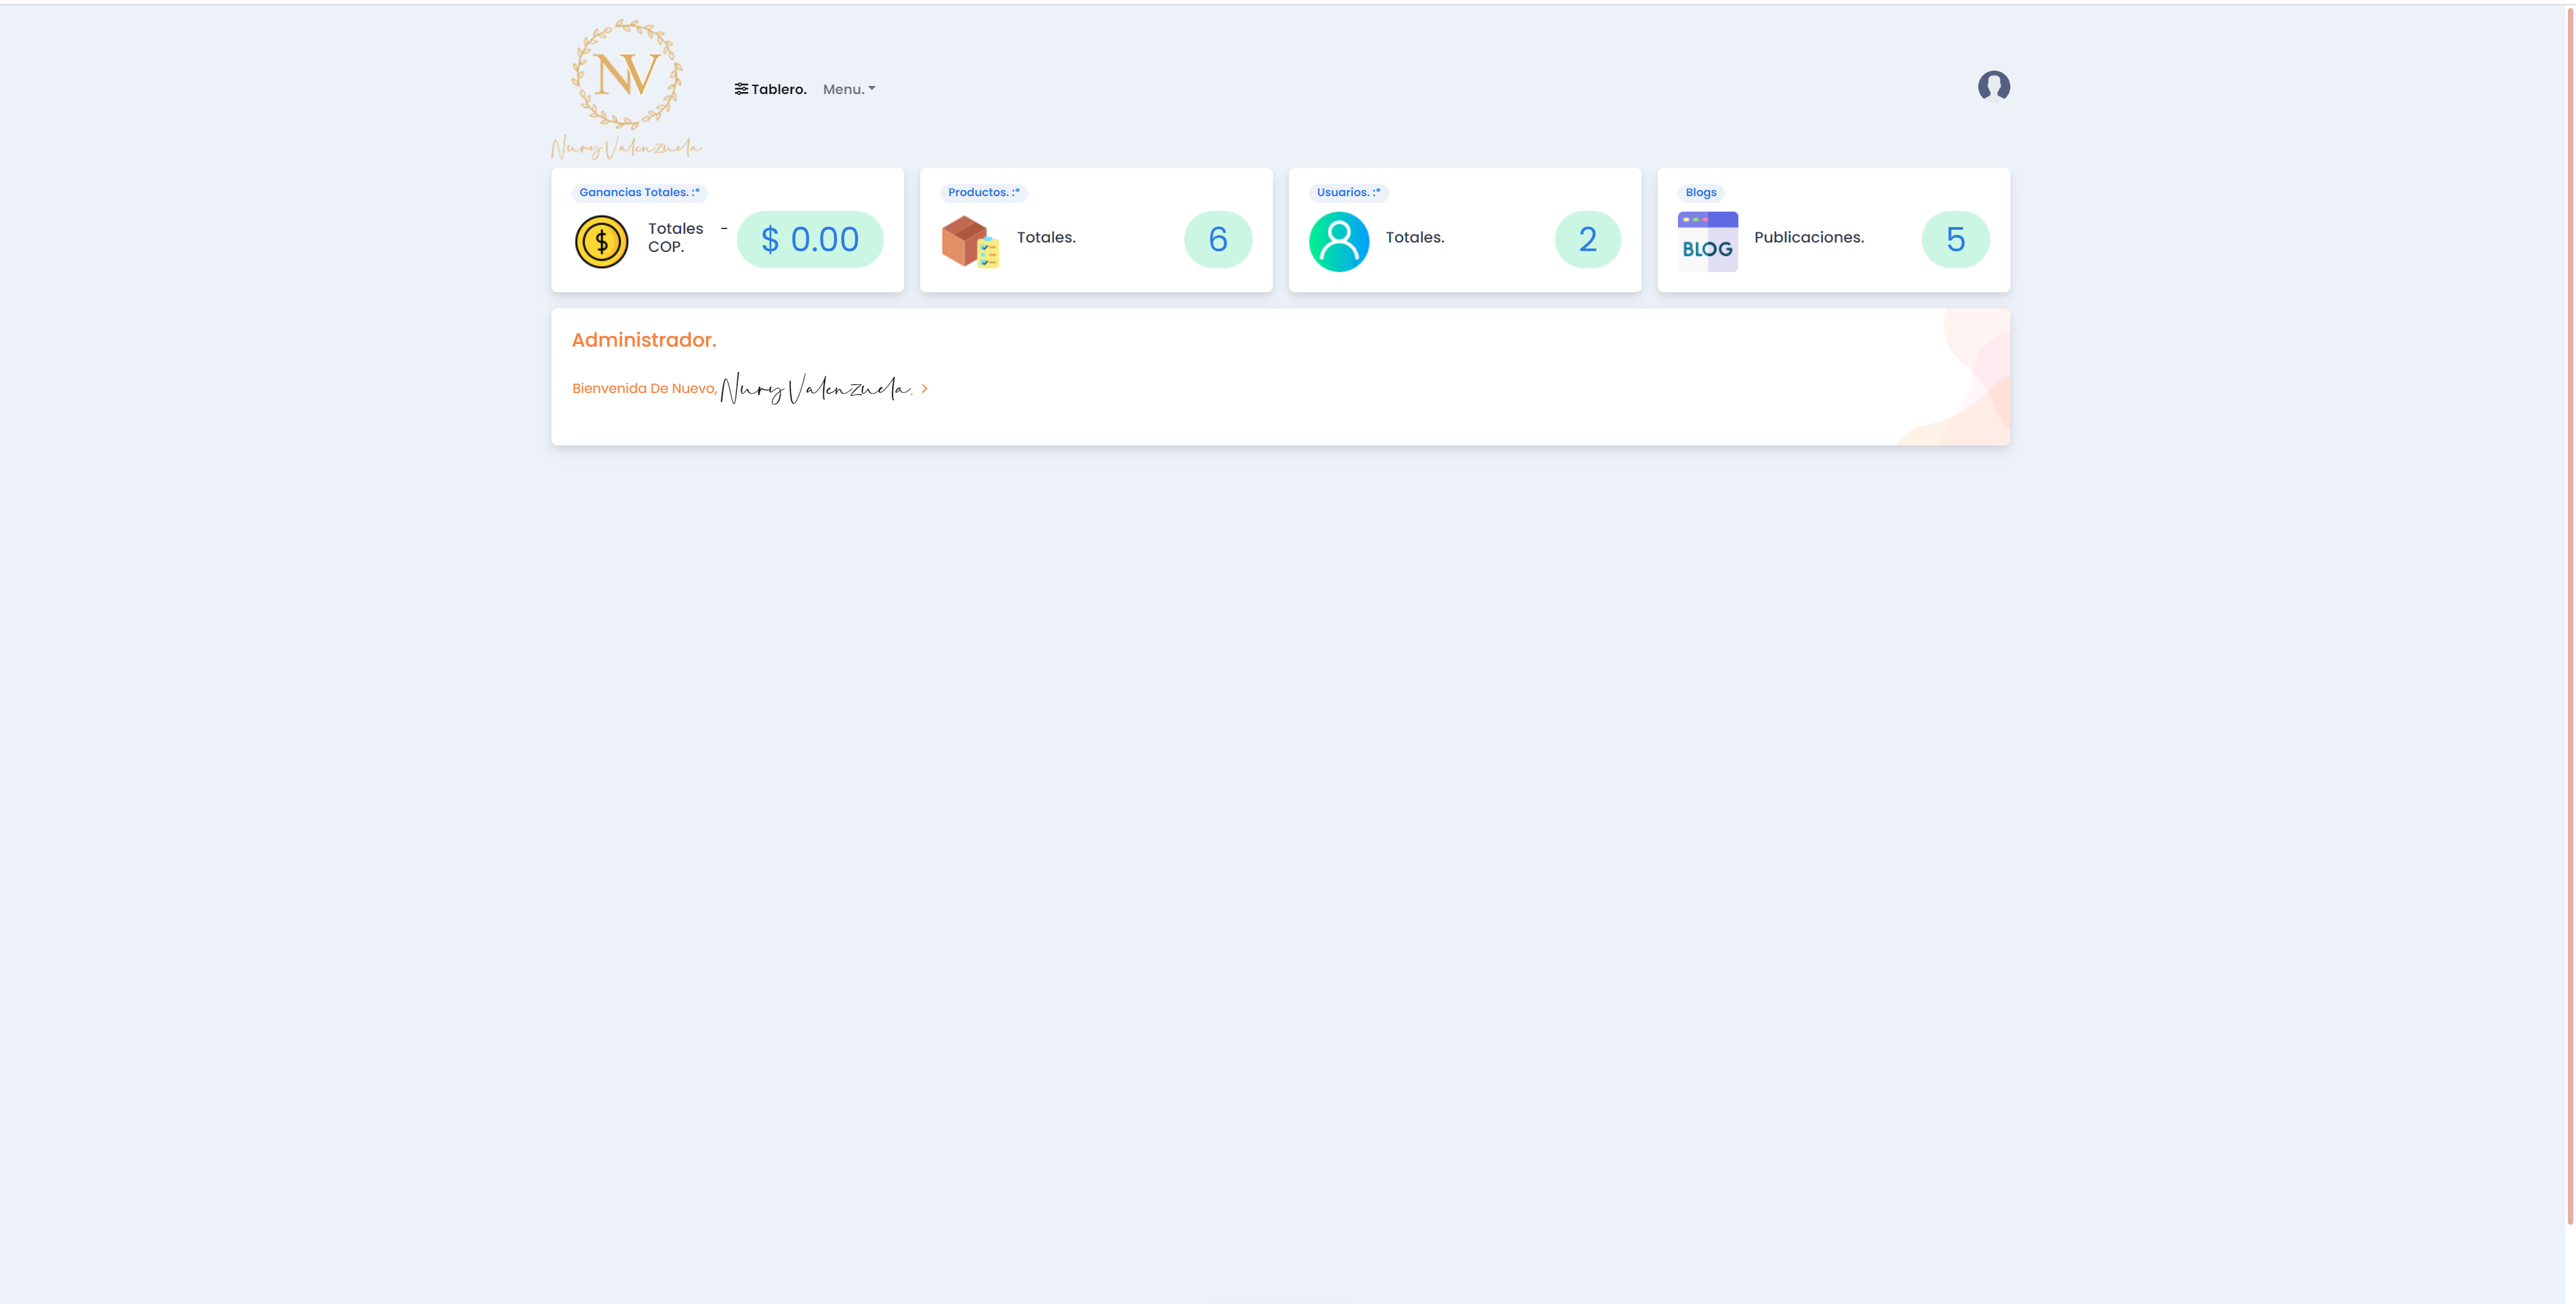 NV
Nury Valenzuela
Tablero. Menu.
Ganancias Totales. :*
$
Totales -
COP.
$ 0.00
Productos. :*
Totales.
6
Usuarios. :*
Totales.
2
Blogs
BLOG
Publicaciones.
5
Administrador.
Bienvenida De Nuevo, Nury Valenzuela.